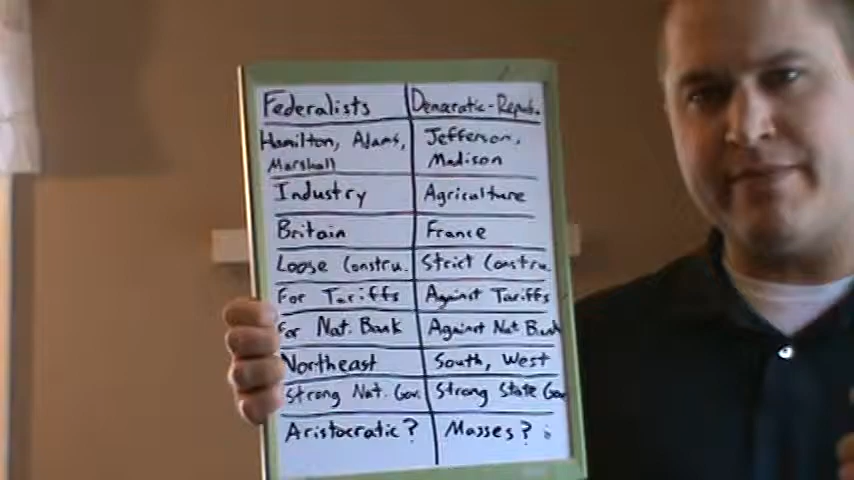 Federalists Democratic-Repub.
Hamilton, Adams, Jefferson,
Marshall Madison
Industry Agriculture
Britain France
Loose Constru. Strict Constru.
For Tariffs Against Tariffs
For Nat. Bank Against Nat Bank
Northeast South, West
Strong Nat. Gov. Strong State Gov
Aristocratic? Masses?